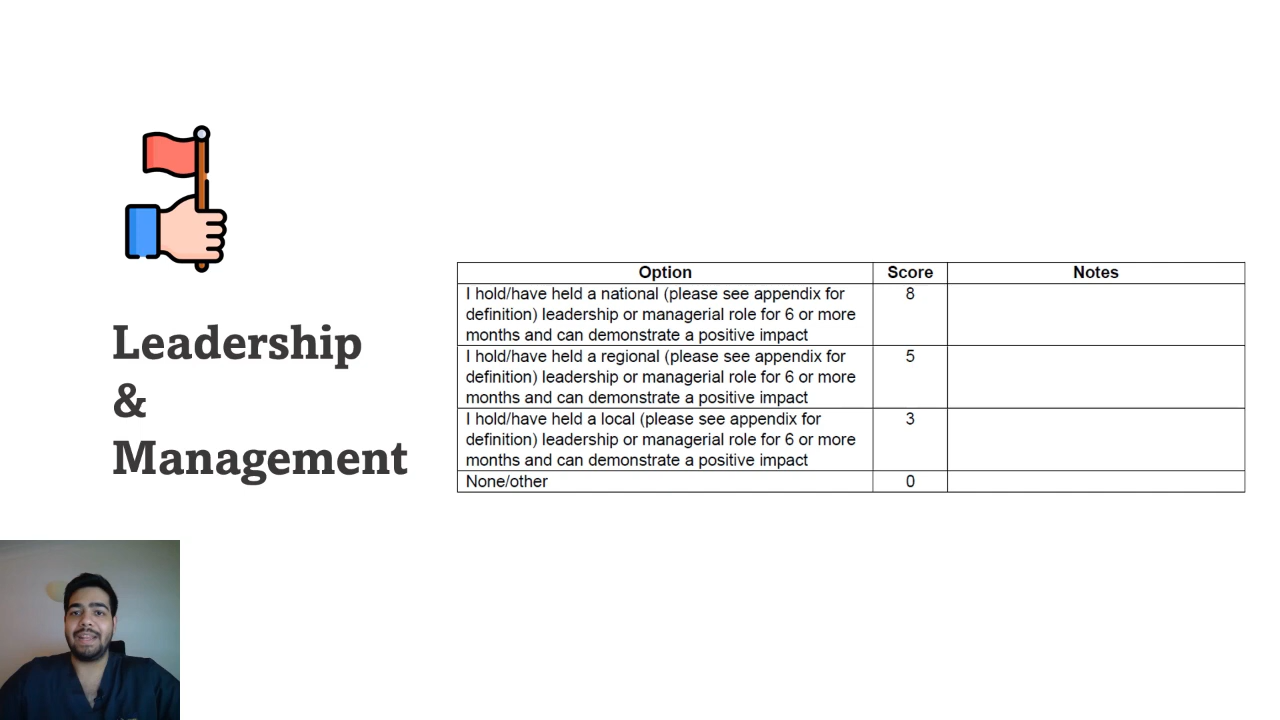 Leadership
&
Management
Option Score Notes
I hold/have held a national (please see appendix for 8
definition) leadership or managerial role for 6 or more
months and can demonstrate a positive impact
I hold/have held a regional (please see appendix for 5
definition) leadership or managerial role for 6 or more
months and can demonstrate a positive impact
I hold/have held a local (please see appendix for 3
definition) leadership or managerial role for 6 or more
months and can demonstrate a positive impact
None/other 0